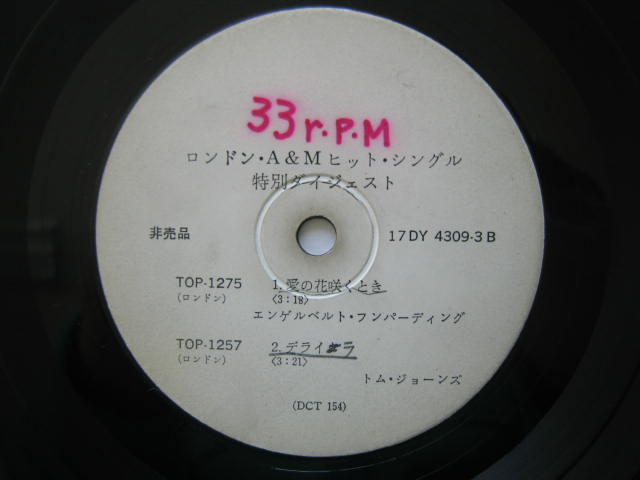 33 r.P.M
ロンドン・A&Mヒット・シングル
特別ダイジェスト
非売品 17DY 4309-3B
TOP-1275 1. 愛の花咲くとき
(ロンドン) 〈3:18〉
エンゲルベルト・フンパーディング
TOP-1257 2. デライラ
(ロンドン) 〈3:21〉
トム・ジョーンズ
(DCT 154)